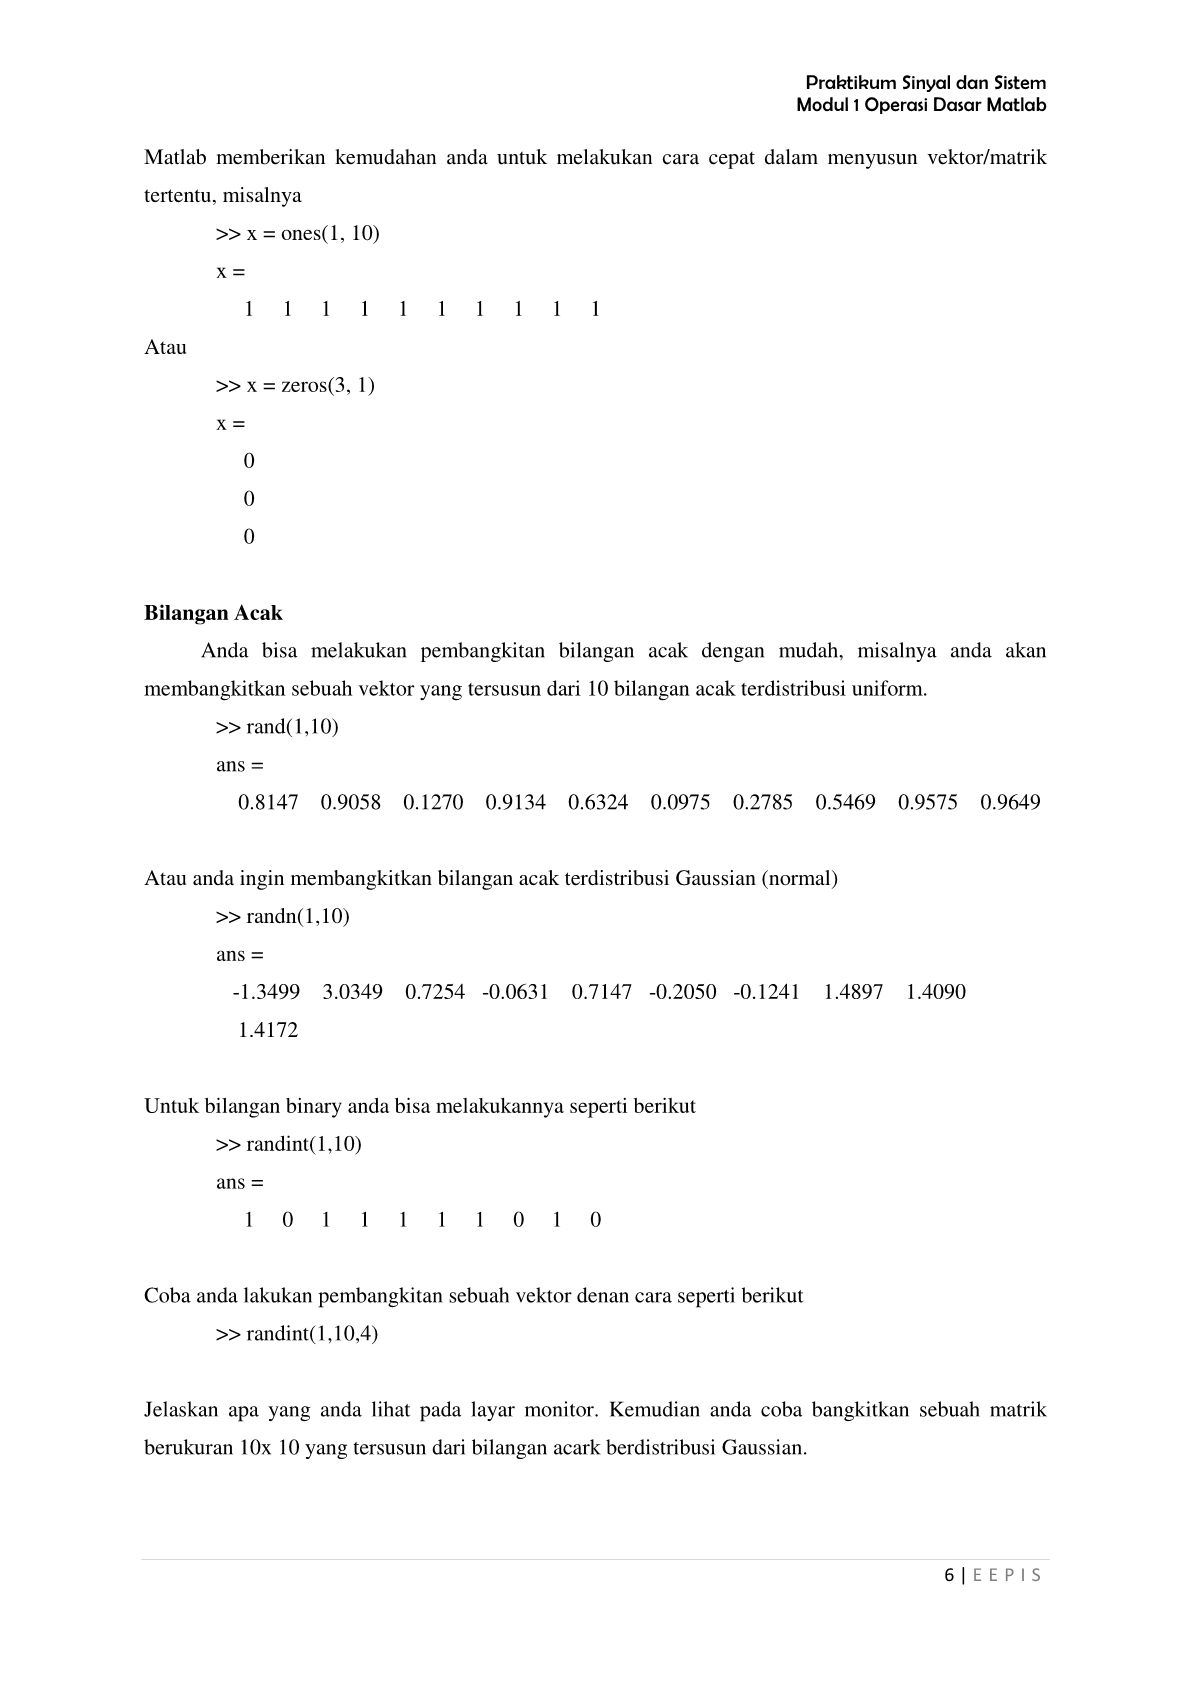 Praktikum Sinyal dan Sistem
Modul 1 Operasi Dasar Matlab
Matlab memberikan kemudahan anda untuk melakukan cara cepat dalam menyusun vektor/matrik
tertentu, misalnya
>> x = ones(1, 10)
x =
1 1 1 1 1 1 1 1 1 1
Atau
>> x = zeros(3, 1)
x =
0
0
0
Bilangan Acak
Anda bisa melakukan pembangkitan bilangan acak dengan mudah, misalnya anda akan
membangkitkan sebuah vektor yang tersusun dari 10 bilangan acak terdistribusi uniform.
>> rand(1,10)
ans =
0.8147 0.9058 0.1270 0.9134 0.6324 0.0975 0.2785 0.5469 0.9575 0.9649
Atau anda ingin membangkitkan bilangan acak terdistribusi Gaussian (normal)
>> randn(1,10)
ans =
-1.3499 3.0349 0.7254 -0.0631 0.7147 -0.2050 -0.1241 1.4897 1.4090
1.4172
Untuk bilangan binary anda bisa melakukannya seperti berikut
>> randint(1,10)
ans =
1 0 1 1 1 1 1 0 1 0
Coba anda lakukan pembangkitan sebuah vektor denan cara seperti berikut
>> randint(1,10,4)
Jelaskan apa yang anda lihat pada layar monitor. Kemudian anda coba bangkitkan sebuah matrik
berukuran 10x 10 yang tersusun dari bilangan acark berdistribusi Gaussian.
6 | E E P I S